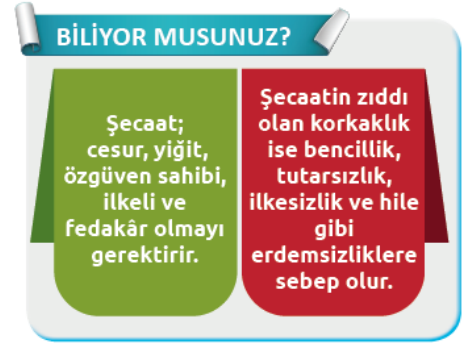 BİLİYOR MUSUNUZ?
Şecaat;
cesur, yiğit,
özgüven sahibi,
ilkeli ve
fedakâr olmayı
gerektirir.
Şecaatin zıddı
olan korkaklık
ise bencillik,
tutarsızlık,
ilkesizlik ve hile
gibi
erdemsizliklere
sebep olur.